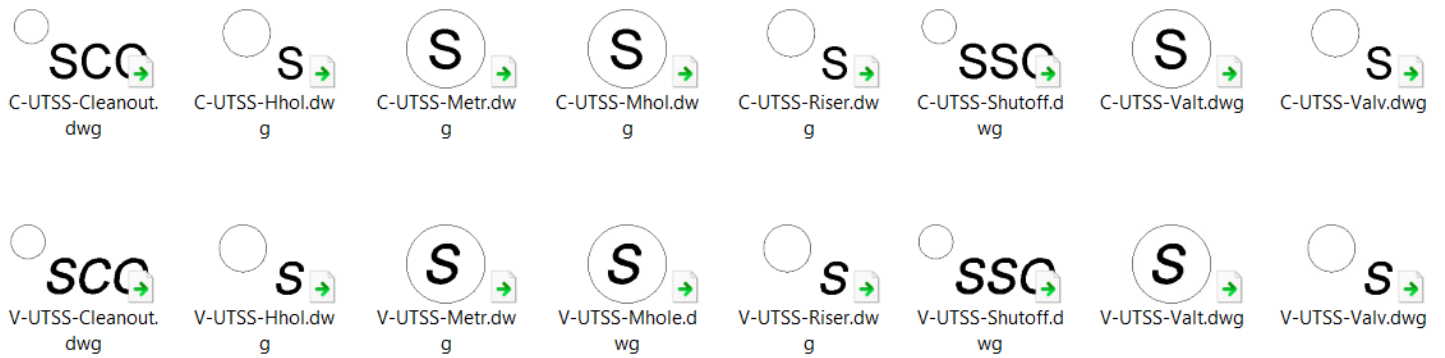 SCO
C-UTSS-Cleanout.
dwg
S
C-UTSS-Hhol.dw
g
S
C-UTSS-Metr.dw
g
S
C-UTSS-Mhol.dw
g
S
C-UTSS-Riser.dw
g
SSO
C-UTSS-Shutoff.d
wg
S
C-UTSS-Valt.dwg
S
C-UTSS-Valv.dwg
SCO
V-UTSS-Cleanout.
dwg
S
V-UTSS-Hhol.dw
g
S
V-UTSS-Metr.dw
g
S
V-UTSS-Mhole.d
wg
S
V-UTSS-Riser.dw
g
SSO
V-UTSS-Shutoff.d
wg
S
V-UTSS-Valt.dwg
S
V-UTSS-Valv.dwg